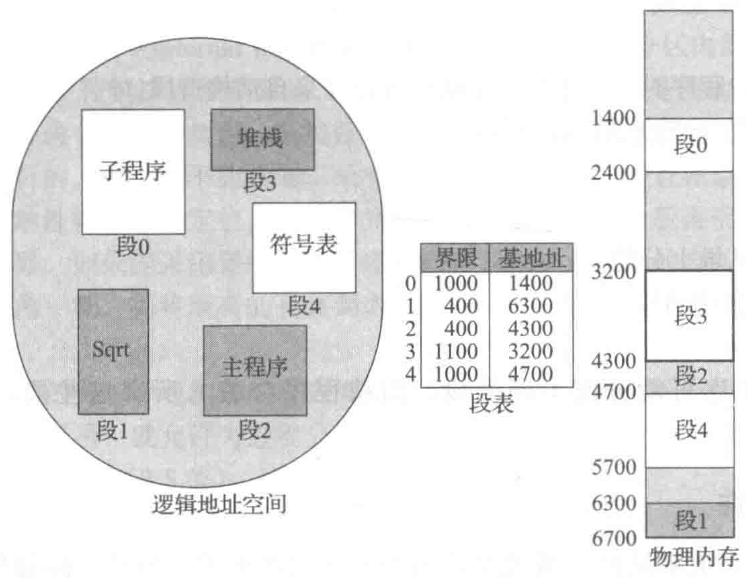 子程序
段0
堆栈
段3
符号表
段4
Sqrt
段1
主程序
段2
逻辑地址空间
界限 基地址
0 1000 1400
1 400 6300
2 400 4300
3 1100 3200
4 1000 4700
段表
1400
段0
2400
3200
段3
4300
段2
4700
段4
5700
6300
段1
6700
物理内存